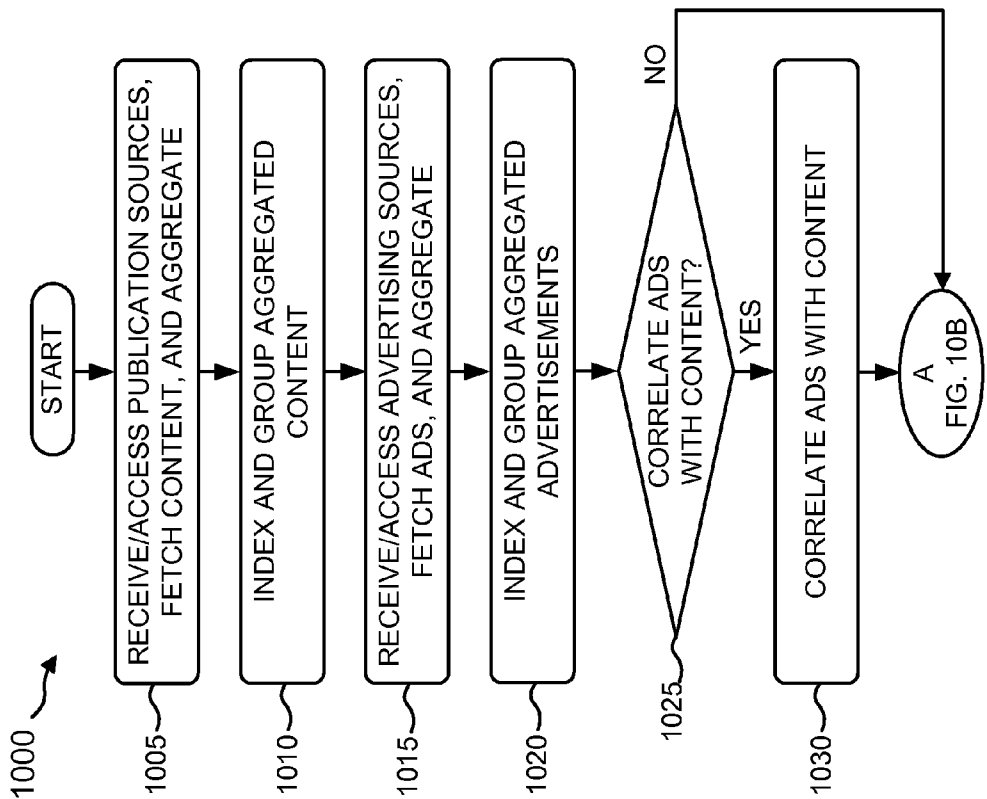 1000
START
1005
RECEIVE/ACCESS PUBLICATION SOURCES,
FETCH CONTENT, AND AGGREGATE
1010
INDEX AND GROUP AGGREGATED
CONTENT
1015
RECEIVE/ACCESS ADVERTISING SOURCES,
FETCH ADS, AND AGGREGATE
1020
INDEX AND GROUP AGGREGATED
ADVERTISEMENTS
1025
CORRELATE ADS
WITH CONTENT?
NO
YES
1030
CORRELATE ADS WITH CONTENT
A
FIG. 10B